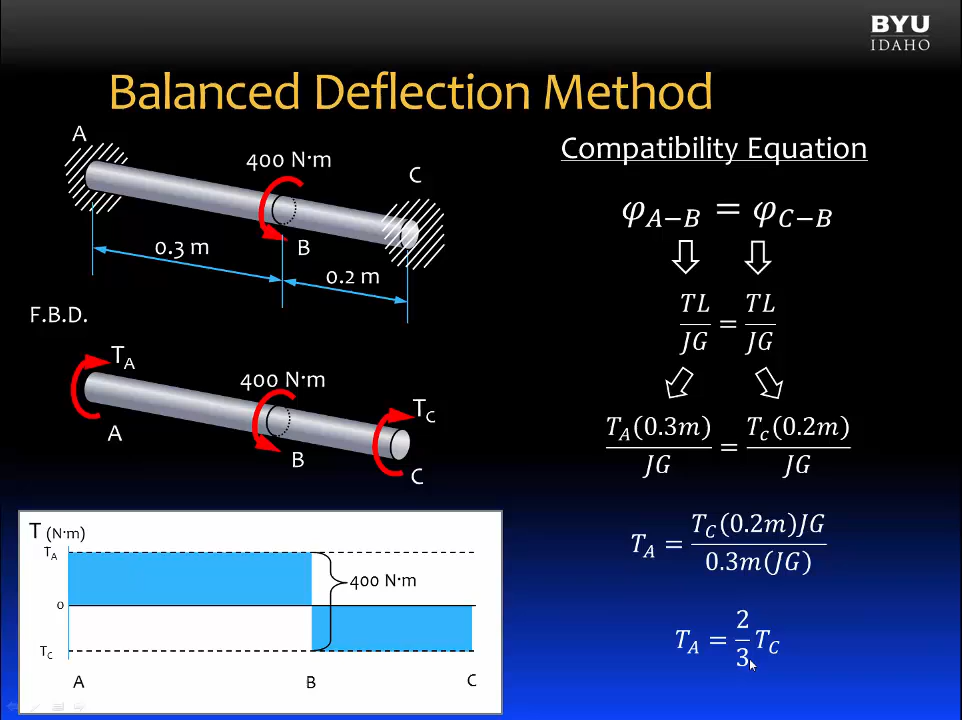 BYU
IDAHO
Balanced Deflection Method
A
400 N·m
C
B
0.3 m
0.2 m
F.B.D.
T_A
400 N·m
T_C
A
B
C
T (N·m)
T_A
400 N·m
0
T_C
A
B
C
Compatibility Equation
φ_{A−B} = φ_{C−B}
TL/JG = TL/JG
T_A(0.3m)/JG = T_c(0.2m)/JG
T_A = T_C(0.2m)JG/0.3m(JG)
T_A = 2/3 T_C